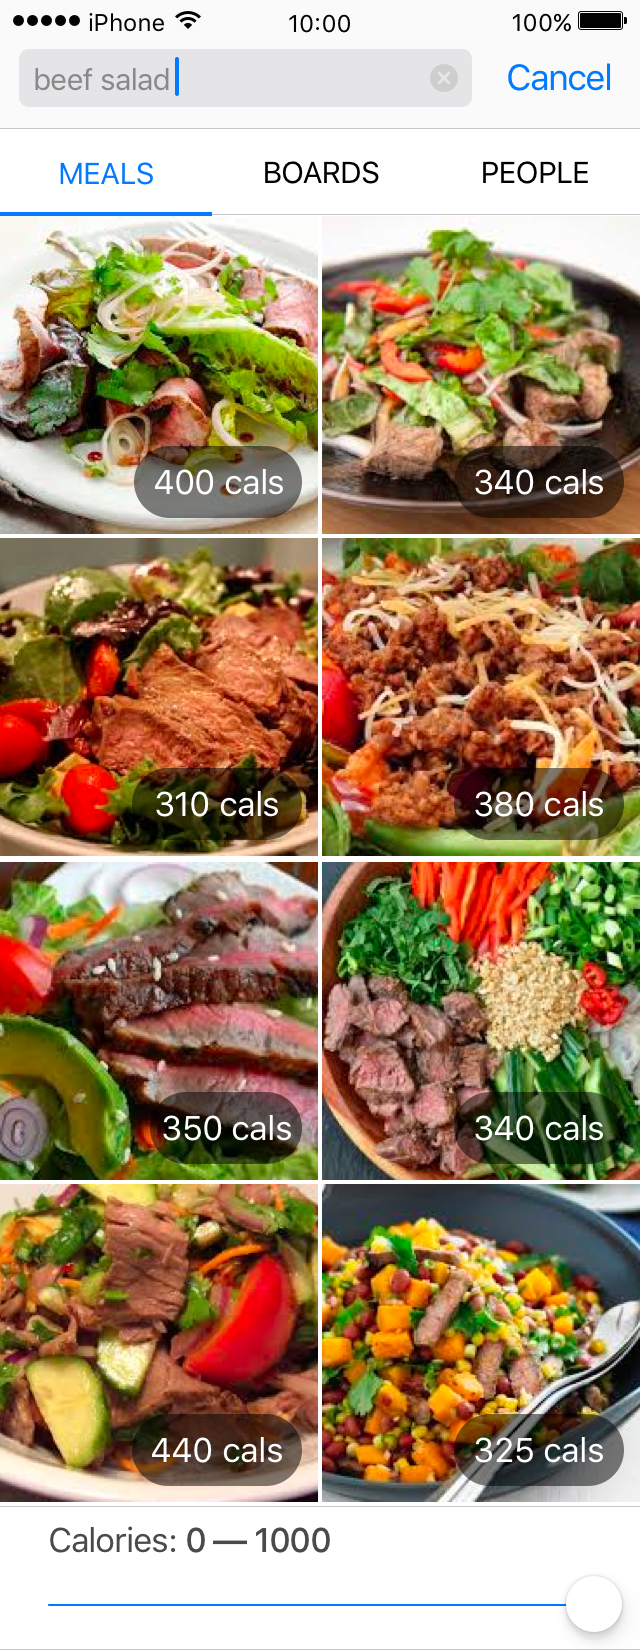 iPhone 10:00 100%
beef salad Cancel
MEALS BOARDS PEOPLE
400 cals 340 cals
310 cals 380 cals
350 cals 340 cals
440 cals 325 cals
Calories: 0 — 1000